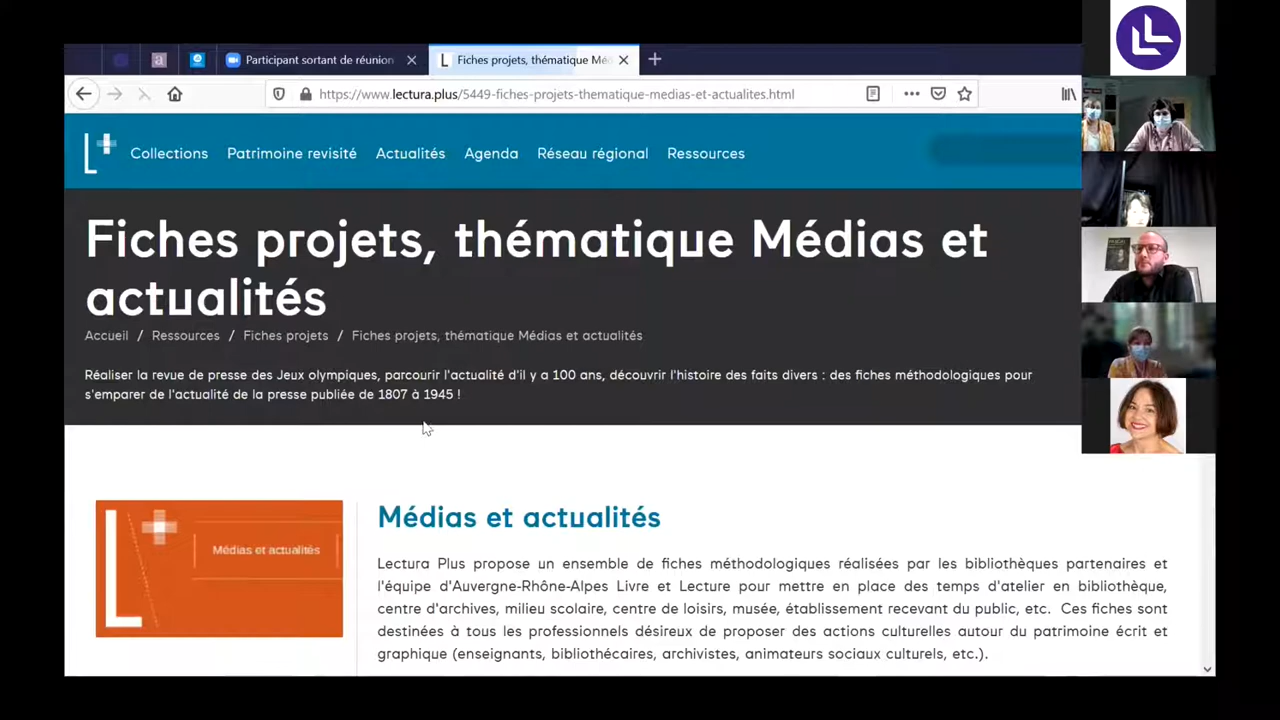 Participant sortant de réunion
Fiches projets, thématique Mé
https://www.lectura.plus/5449-fiches-projets-thematique-medias-et-actualites.html
Collections Patrimoine revisité Actualités Agenda Réseau régional Ressources
Fiches projets, thématique Médias et
actualités
Accueil / Ressources / Fiches projets / Fiches projets, thématique Médias et actualités
Réaliser la revue de presse des Jeux olympiques, parcourir l'actualité d'il y a 100 ans, découvrir l'histoire des faits divers : des fiches méthodologiques pour
s'emparer de l'actualité de la presse publiée de 1807 à 1945 !
Médias et actualités
Médias et actualités
Lectura Plus propose un ensemble de fiches méthodologiques réalisées par les bibliothèques partenaires et
l'équipe d'Auvergne-Rhône-Alpes Livre et Lecture pour mettre en place des temps d'atelier en bibliothèque,
centre d'archives, milieu scolaire, centre de loisirs, musée, établissement recevant du public, etc. Ces fiches sont
destinées à tous les professionnels désireux de proposer des actions culturelles autour du patrimoine écrit et
graphique (enseignants, bibliothécaires, archivistes, animateurs sociaux culturels, etc.).